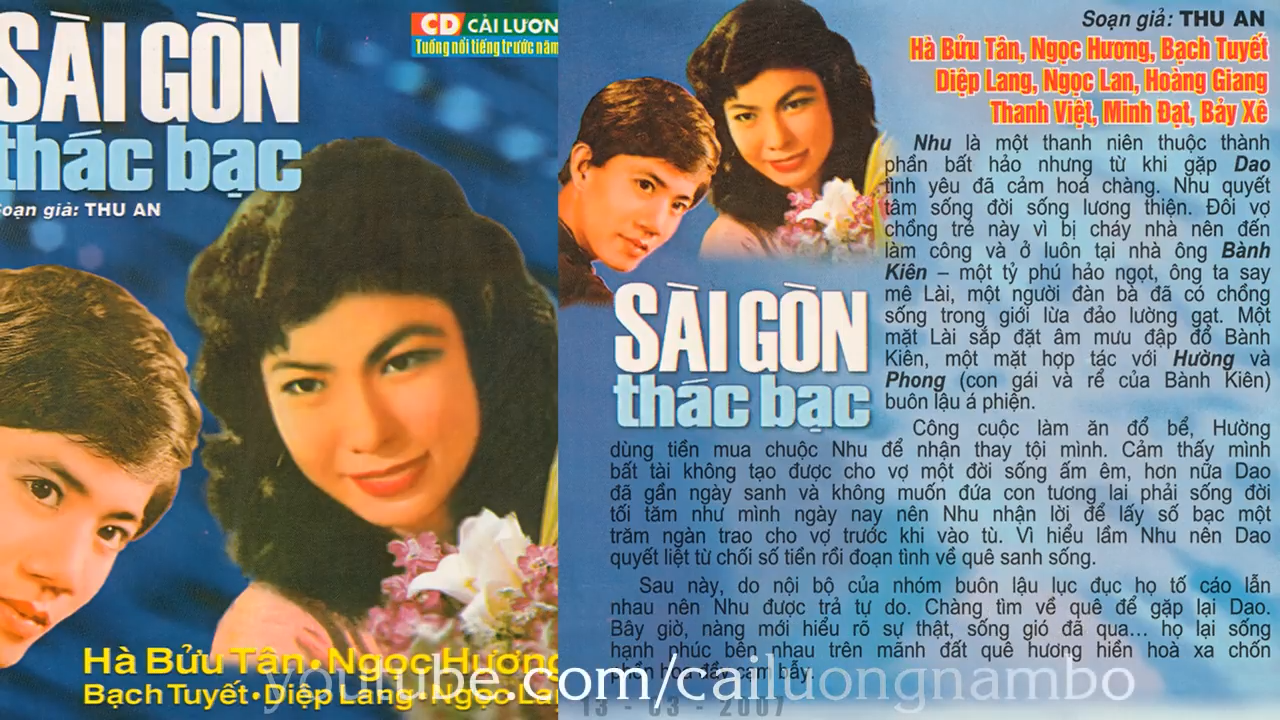 SÀI GÒN
thác bạc
Soạn giả: THU AN
CD CẢI LƯƠN
Tuồng nổi tiếng trước năm
Hà Bửu Tân • Ngọc Hương
Bạch Tuyết • Diệp Lang • Ngọc La
Soạn giả: THU AN
Hà Bửu Tân, Ngọc Hương, Bạch Tuyết
Diệp Lang, Ngọc Lan, Hoàng Giang
Thanh Việt, Minh Đạt, Bảy Xê
Nhu là một thanh niên thuộc thành
phần bất hảo nhưng từ khi gặp Dao
tình yêu đã cảm hoá chàng. Nhu quyết
tâm sống đời sống lương thiện. Đôi vợ
chồng trẻ này vì bị cháy nhà nên đến
làm công và ở luôn tại nhà ông Bành
Kiên – một tỷ phú hảo ngọt, ông ta say
mê Lài, một người đàn bà đã có chồng
sống trong giới lừa đảo lường gạt. Một
mặt Lài sắp đặt âm mưu đập đổ Bành
Kiên, một mặt hợp tác với Hường và
Phong (con gái và rể của Bành Kiên)
buôn lậu á phiện.
SÀI GÒN
thác bạc
Công cuộc làm ăn đổ bể, Hường
dùng tiền mua chuộc Nhu để nhận thay tội mình. Cảm thấy mình
bất tài không tạo được cho vợ một đời sống ấm êm, hơn nữa Dao
đã gần ngày sanh và không muốn đứa con tương lai phải sống đời
tối tăm như mình ngày nay nên Nhu nhận lời để lấy số bạc một
trăm ngàn trao cho vợ trước khi vào tù. Vì hiểu lầm Nhu nên Dao
quyết liệt từ chối số tiền rồi đoạn tình về quê sanh sống.
Sau này, do nội bộ của nhóm buôn lậu lục đục họ tố cáo lẫn
nhau nên Nhu được trả tự do. Chàng tìm về quê để gặp lại Dao.
Bây giờ, nàng mới hiểu rõ sự thật, sống gió đã qua... họ lại sống
hạnh phúc bên nhau trên mãnh đất quê hương hiền hoà xa chốn
phồn hoa đầy cạm bẫy.
youtube.com/cailuongnambo
13 - 03 - 2007